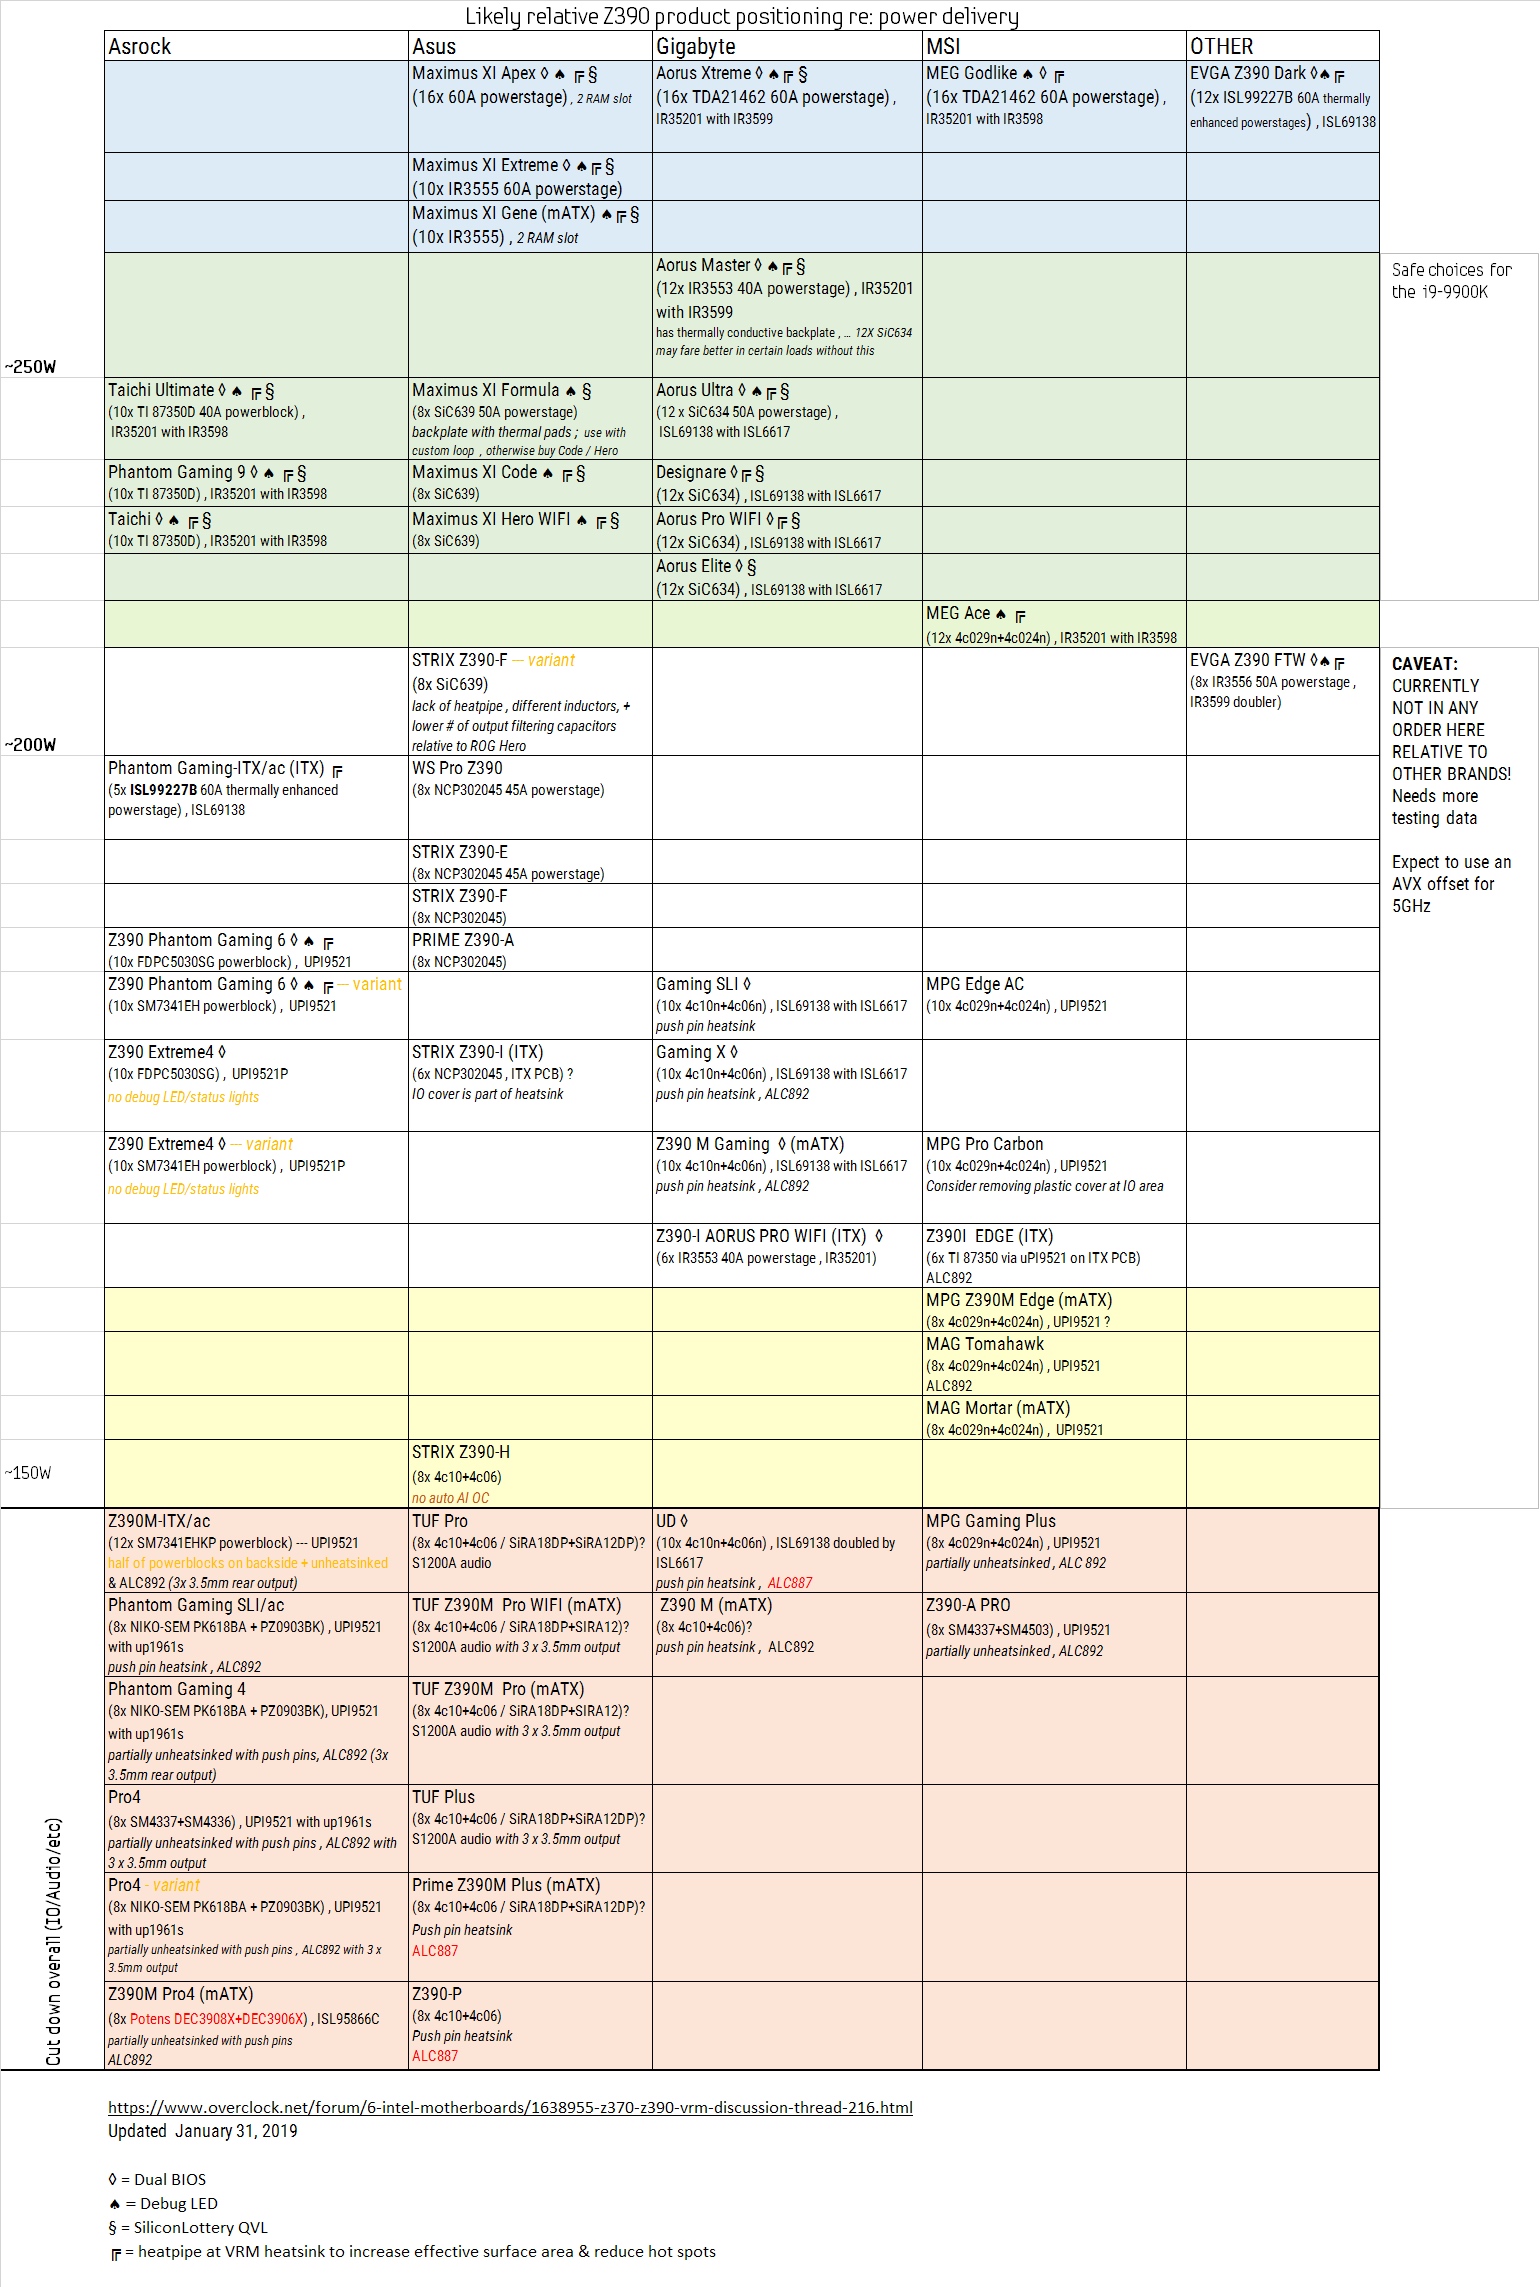 Likely relative Z390 product positioning re: power delivery
Asrock
Asus
Gigabyte
MSI
OTHER
Maximus XI Apex ◊ ♠ ╔ §
(16x 60A powerstage) , 2 RAM slot
Aorus Xtreme ◊ ♠ ╔ §
(16x TDA21462 60A powerstage) ,
IR35201 with IR3599
MEG Godlike ♠ ◊ ╔
(16x TDA21462 60A powerstage) ,
IR35201 with IR3598
EVGA Z390 Dark ◊ ♠ ╔
(12x ISL99227B 60A thermally
enhanced powerstages) , ISL69138
Maximus XI Extreme ◊ ♠ ╔ §
(10x IR3555 60A powerstage)
Maximus XI Gene (mATX) ♠ ╔ §
(10x IR3555) , 2 RAM slot
Aorus Master ◊ ♠ ╔ §
(12x IR3553 40A powerstage) , IR35201
with IR3599
has thermally conductive backplate , ... 12X SiC634
may fare better in certain loads without this
Safe choices for
the i9-9900K
~250W
Taichi Ultimate ◊ ♠ ╔ §
(10x TI 87350D 40A powerblock) ,
IR35201 with IR3598
Maximus XI Formula ♠ §
(8x SiC639 50A powerstage)
backplate with thermal pads ; use with
custom loop , otherwise buy Code / Hero
Aorus Ultra ◊ ♠ ╔ §
(12 x SiC634 50A powerstage) ,
ISL69138 with ISL6617
Phantom Gaming 9 ◊ ♠ ╔ §
(10x TI 87350D) , IR35201 with IR3598
Maximus XI Code ♠ ╔ §
(8x SiC639)
Designare ◊ ╔ §
(12x SiC634) , ISL69138 with ISL6617
Taichi ◊ ♠ ╔ §
(10x TI 87350D) , IR35201 with IR3598
Maximus XI Hero WIFI ♠ ╔ §
(8x SiC639)
Aorus Pro WIFI ◊ ╔ §
(12x SiC634) , ISL69138 with ISL6617
Aorus Elite ◊ §
(12x SiC634) , ISL69138 with ISL6617
MEG Ace ♠ ╔
(12x 4c029n+4c024n) , IR35201 with IR3598
STRIX Z390-F --- variant
(8x SiC639)
lack of heatpipe , different inductors, +
lower # of output filtering capacitors
relative to ROG Hero
EVGA Z390 FTW ◊ ♠ ╔
(8x IR3556 50A powerstage ,
IR3599 doubler)
CAVEAT:
CURRENTLY
NOT IN ANY
ORDER HERE
RELATIVE TO
OTHER BRANDS!
Needs more
testing data
Expect to use an
AVX offset for
5GHz
~200W
Phantom Gaming-ITX/ac (ITX) ╔
(5x ISL99227B 60A thermally enhanced
powerstage) , ISL69138
WS Pro Z390
(8x NCP302045 45A powerstage)
STRIX Z390-E
(8x NCP302045 45A powerstage)
STRIX Z390-F
(8x NCP302045)
Z390 Phantom Gaming 6 ◊ ♠ ╔
(10x FDPC5030SG powerblock) , UPI9521
PRIME Z390-A
(8x NCP302045)
Z390 Phantom Gaming 6 ◊ ♠ ╔ --- variant
(10x SM7341EH powerblock) , UPI9521
Gaming SLI ◊
(10x 4c10n+4c06n) , ISL69138 with ISL6617
push pin heatsink
MPG Edge AC
(10x 4c029n+4c024n) , UPI9521
Z390 Extreme4 ◊
(10x FDPC5030SG) , UPI9521P
no debug LED/status lights
STRIX Z390-I (ITX)
(6x NCP302045 , ITX PCB) ?
IO cover is part of heatsink
Gaming X ◊
(10x 4c10n+4c06n) , ISL69138 with ISL6617
push pin heatsink , ALC892
Z390 Extreme4 ◊ --- variant
(10x SM7341EH powerblock) , UPI9521P
no debug LED/status lights
Z390 M Gaming ◊ (mATX)
(10x 4c10n+4c06n) , ISL69138 with ISL6617
push pin heatsink , ALC892
MPG Pro Carbon
(10x 4c029n+4c024n) , UPI9521
Consider removing plastic cover at IO area
Z390-I AORUS PRO WIFI (ITX) ◊
(6x IR3553 40A powerstage , IR35201)
Z390I EDGE (ITX)
(6x TI 87350 via uPI9521 on ITX PCB)
ALC892
MPG Z390M Edge (mATX)
(8x 4c029n+4c024n) , UPI9521 ?
MAG Tomahawk
(8x 4c029n+4c024n) , UPI9521
ALC892
MAG Mortar (mATX)
(8x 4c029n+4c024n) , UPI9521
~150W
STRIX Z390-H
(8x 4c10+4c06)
no auto AI OC
Cut down overall (IO/Audio/etc)
Z390M-ITX/ac
(12x SM7341EHKP powerblock) --- UPI9521
half of powerblocks on backside + unheatsinked
& ALC892 (3x 3.5mm rear output)
TUF Pro
(8x 4c10+4c06 / SiRA18DP+SiRA12DP)?
S1200A audio
UD ◊
(10x 4c10n+4c06n) , ISL69138 doubled by
ISL6617
push pin heatsink , ALC887
MPG Gaming Plus
(8x 4c029n+4c024n) , UPI9521
partially unheatsinked , ALC 892
Phantom Gaming SLI/ac
(8x NIKO-SEM PK618BA + PZ0903BK) , UPI9521
with up1961s
push pin heatsink , ALC892
TUF Z390M Pro WIFI (mATX)
(8x 4c10+4c06 / SiRA18DP+SIRA12)?
S1200A audio with 3 x 3.5mm output
Z390 M (mATX)
(8x 4c10+4c06)?
push pin heatsink , ALC892
Z390-A PRO
(8x SM4337+SM4503) , UPI9521
partially unheatsinked , ALC892
Phantom Gaming 4
(8x NIKO-SEM PK618BA + PZ0903BK), UPI9521
with up1961s
partially unheatsinked with push pins, ALC892 (3x
3.5mm rear output)
TUF Z390M Pro (mATX)
(8x 4c10+4c06 / SiRA18DP+SIRA12)?
S1200A audio with 3 x 3.5mm output
Pro4
(8x SM4337+SM4336) , UPI9521 with up1961s
partially unheatsinked with push pins , ALC892 with
3 x 3.5mm output
TUF Plus
(8x 4c10+4c06 / SiRA18DP+SiRA12DP)?
S1200A audio with 3 x 3.5mm output
Pro4 - variant
(8x NIKO-SEM PK618BA + PZ0903BK) , UPI9521
with up1961s
partially unheatsinked with push pins , ALC892 with 3 x
3.5mm output
Prime Z390M Plus (mATX)
(8x 4c10+4c06 / SiRA18DP+SiRA12DP)?
Push pin heatsink
ALC887
Z390M Pro4 (mATX)
(8x Potens DEC3908X+DEC3906X) , ISL95866C
partially unheatsinked with push pins
ALC892
Z390-P
(8x 4c10+4c06)
Push pin heatsink
ALC887
https://www.overclock.net/forum/6-intel-motherboards/1638955-z370-z390-vrm-discussion-thread-216.html
Updated January 31, 2019
◊ = Dual BIOS
♠ = Debug LED
§ = SiliconLottery QVL
╔ = heatpipe at VRM heatsink to increase effective surface area & reduce hot spots